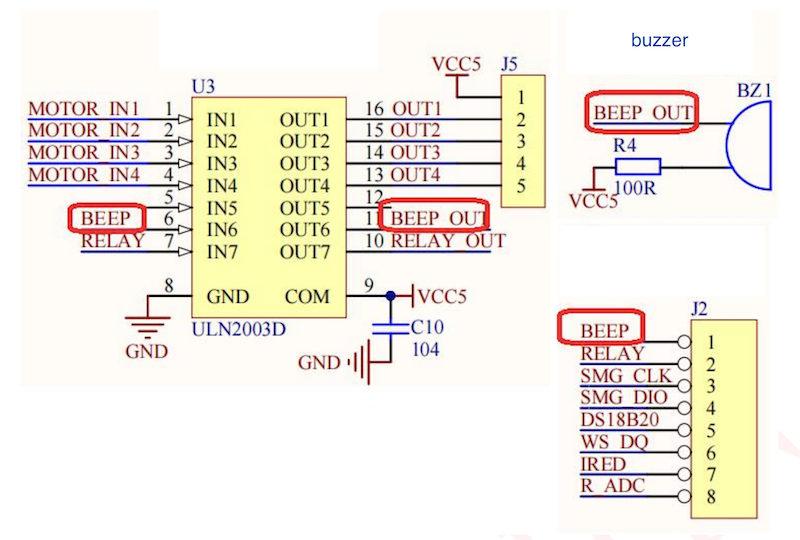 buzzer
VCC5
J5
U3
BZ1
MOTOR_IN1 1 IN1 OUT1 16 OUT1 2
MOTOR_IN2 2 IN2 OUT2 15 OUT2 3
MOTOR_IN3 3 IN3 OUT3 14 OUT3 4
MOTOR_IN4 4 IN4 OUT4 13 OUT4 5
1
5 IN5 OUT5 12
BEEP 6 IN6 OUT6 11 BEEP_OUT
RELAY 7 IN7 OUT7 10 RELAY_OUT
8 GND COM 9 VCC5
ULN2003D
GND
C10
104
GND
BEEP_OUT
R4
100R
VCC5
J2
BEEP 1
RELAY 2
SMG_CLK 3
SMG_DIO 4
DS18B20 5
WS_DQ 6
IRED 7
R_ADC 8